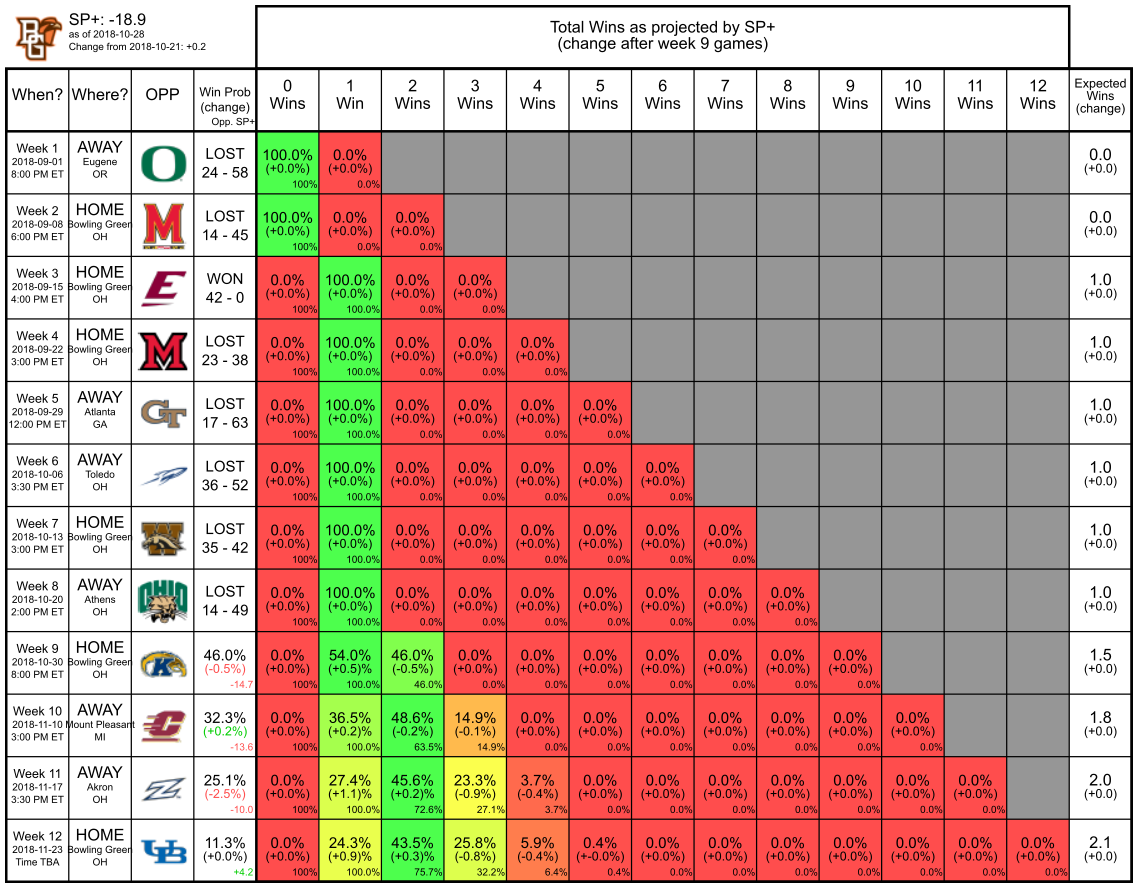 SP+: -18.9
as of 2018-10-28
Change from 2018-10-21: +0.2
Total Wins as projected by SP+
(change after week 9 games)
When? Where? OPP Win Prob (change) Opp. SP+ 0 Wins 1 Win 2 Wins 3 Wins 4 Wins 5 Wins 6 Wins 7 Wins 8 Wins 9 Wins 10 Wins 11 Wins 12 Wins Expected Wins (change)
Week 1 AWAY LOST 100.0% 0.0% 0.0
2018-09-01 Eugene O (+0.0%) (+0.0%) (+0.0)
8:00 PM ET OR 24 - 58 100% 0.0%
Week 2 HOME LOST 100.0% 0.0% 0.0% 0.0
2018-09-08 Bowling Green M (+0.0%) (+0.0%) (+0.0%) (+0.0)
6:00 PM ET OH 14 - 45 100% 0.0% 0.0%
Week 3 HOME WON 0.0% 100.0% 0.0% 0.0% 1.0
2018-09-15 Bowling Green E (+0.0%) (+0.0%) (+0.0%) (+0.0%) (+0.0)
4:00 PM ET OH 42 - 0 100% 100.0% 0.0% 0.0%
Week 4 HOME LOST 0.0% 100.0% 0.0% 0.0% 0.0% 1.0
2018-09-22 Bowling Green M (+0.0%) (+0.0%) (+0.0%) (+0.0%) (+0.0%) (+0.0)
3:00 PM ET OH 23 - 38 100% 100.0% 0.0% 0.0% 0.0%
Week 5 AWAY LOST 0.0% 100.0% 0.0% 0.0% 0.0% 0.0% 1.0
2018-09-29 Atlanta GT (+0.0%) (+0.0%) (+0.0%) (+0.0%) (+0.0%) (+0.0%) (+0.0)
12:00 PM ET GA 17 - 63 100% 100.0% 0.0% 0.0% 0.0% 0.0%
Week 6 AWAY LOST 0.0% 100.0% 0.0% 0.0% 0.0% 0.0% 0.0% 1.0
2018-10-06 Toledo (+0.0%) (+0.0%) (+0.0%) (+0.0%) (+0.0%) (+0.0%) (+0.0%) (+0.0)
3:30 PM ET OH 36 - 52 100% 100.0% 0.0% 0.0% 0.0% 0.0% 0.0%
Week 7 HOME LOST 0.0% 100.0% 0.0% 0.0% 0.0% 0.0% 0.0% 0.0% 1.0
2018-10-13 Bowling Green W (+0.0%) (+0.0%) (+0.0%) (+0.0%) (+0.0%) (+0.0%) (+0.0%) (+0.0%) (+0.0)
3:00 PM ET OH 35 - 42 100% 100.0% 0.0% 0.0% 0.0% 0.0% 0.0% 0.0%
Week 8 AWAY LOST 0.0% 100.0% 0.0% 0.0% 0.0% 0.0% 0.0% 0.0% 0.0% 1.0
2018-10-20 Athens OHIO (+0.0%) (+0.0%) (+0.0%) (+0.0%) (+0.0%) (+0.0%) (+0.0%) (+0.0%) (+0.0%) (+0.0)
2:00 PM ET OH 14 - 49 100% 100.0% 0.0% 0.0% 0.0% 0.0% 0.0% 0.0% 0.0%
Week 9 HOME 46.0% 0.0% 54.0% 46.0% 0.0% 0.0% 0.0% 0.0% 0.0% 0.0% 0.0% 1.5
2018-10-30 Bowling Green K (-0.5%) (+0.0%) (+0.5)% (-0.5%) (+0.0%) (+0.0%) (+0.0%) (+0.0%) (+0.0%) (+0.0%) (+0.0%) (+0.0)
8:00 PM ET OH -14.7 100% 100.0% 46.0% 0.0% 0.0% 0.0% 0.0% 0.0% 0.0% 0.0%
Week 10 AWAY 32.3% 0.0% 36.5% 48.6% 14.9% 0.0% 0.0% 0.0% 0.0% 0.0% 0.0% 0.0% 1.8
2018-11-10 Mount Pleasant C (+0.2%) (+0.0%) (+0.2)% (-0.2%) (-0.1%) (+0.0%) (+0.0%) (+0.0%) (+0.0%) (+0.0%) (+0.0%) (+0.0%) (+0.0)
3:00 PM ET MI -13.6 100% 100.0% 63.5% 14.9% 0.0% 0.0% 0.0% 0.0% 0.0% 0.0% 0.0%
Week 11 AWAY 25.1% 0.0% 27.4% 45.6% 23.3% 3.7% 0.0% 0.0% 0.0% 0.0% 0.0% 0.0% 0.0% 2.0
2018-11-17 Akron Z (-2.5%) (+0.0%) (+1.1)% (+0.2)% (-0.9%) (-0.4%) (+0.0%) (+0.0%) (+0.0%) (+0.0%) (+0.0%) (+0.0%) (+0.0%) (+0.0)
3:30 PM ET OH -10.0 100% 100.0% 72.6% 27.1% 3.7% 0.0% 0.0% 0.0% 0.0% 0.0% 0.0% 0.0%
Week 12 HOME 11.3% 0.0% 24.3% 43.5% 25.8% 5.9% 0.4% 0.0% 0.0% 0.0% 0.0% 0.0% 0.0% 0.0% 2.1
2018-11-23 Bowling Green UB (+0.0%) (+0.0%) (+0.9)% (+0.3)% (-0.8%) (-0.4%) (+-0.0%) (+0.0%) (+0.0%) (+0.0%) (+0.0%) (+0.0%) (+0.0%) (+0.0%) (+0.0)
Time TBA OH +4.2 100% 100.0% 75.7% 32.2% 6.4% 0.4% 0.0% 0.0% 0.0% 0.0% 0.0% 0.0% 0.0%